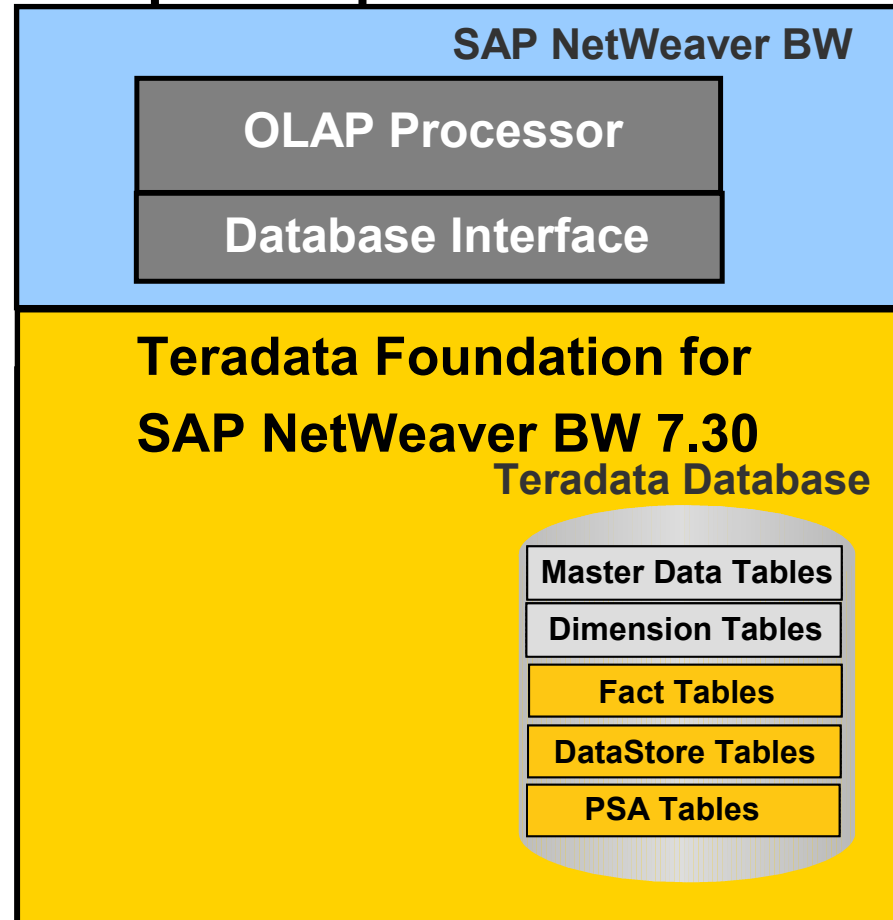 SAP NetWeaver BW
OLAP Processor
Database Interface
Teradata Foundation for
SAP NetWeaver BW 7.30
Teradata Database
Master Data Tables
Dimension Tables
Fact Tables
DataStore Tables
PSA Tables